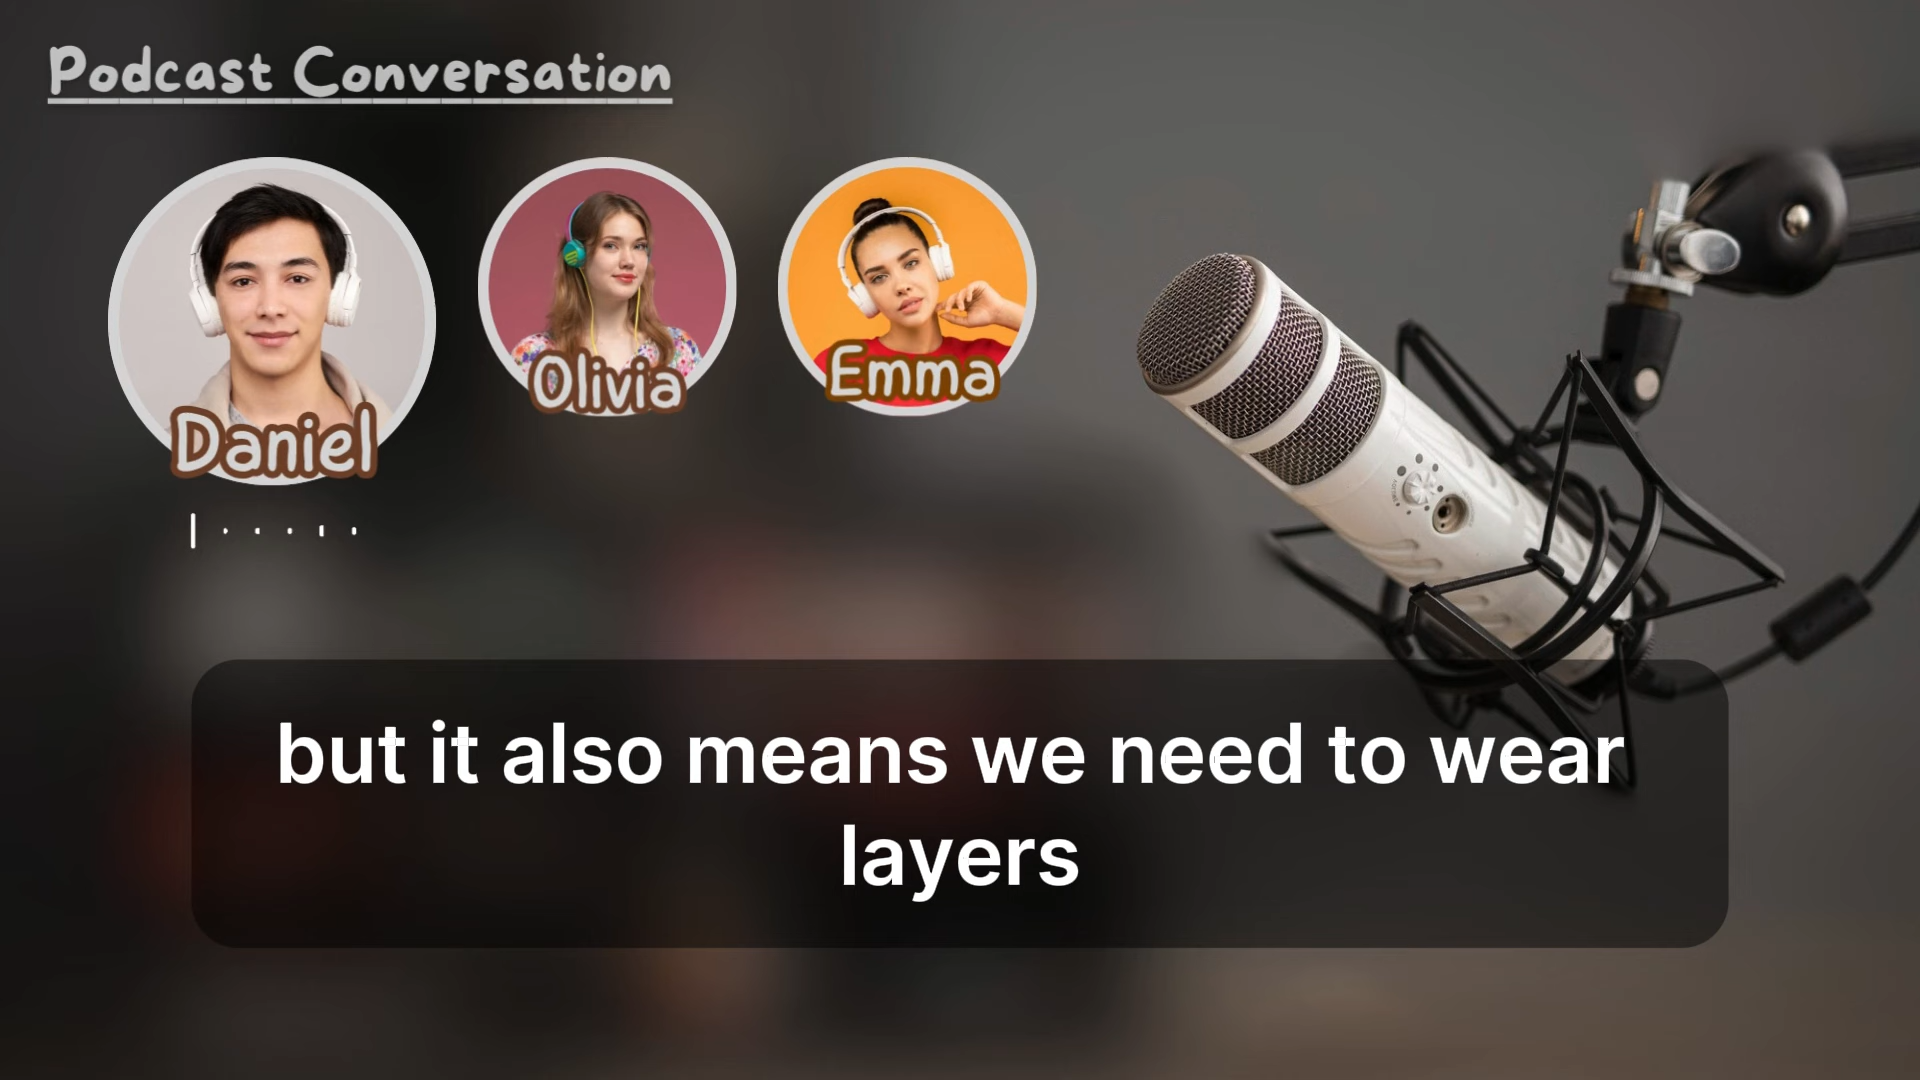 Podcast Conversation
Daniel
Olivia
Emma
but it also means we need to wear
layers